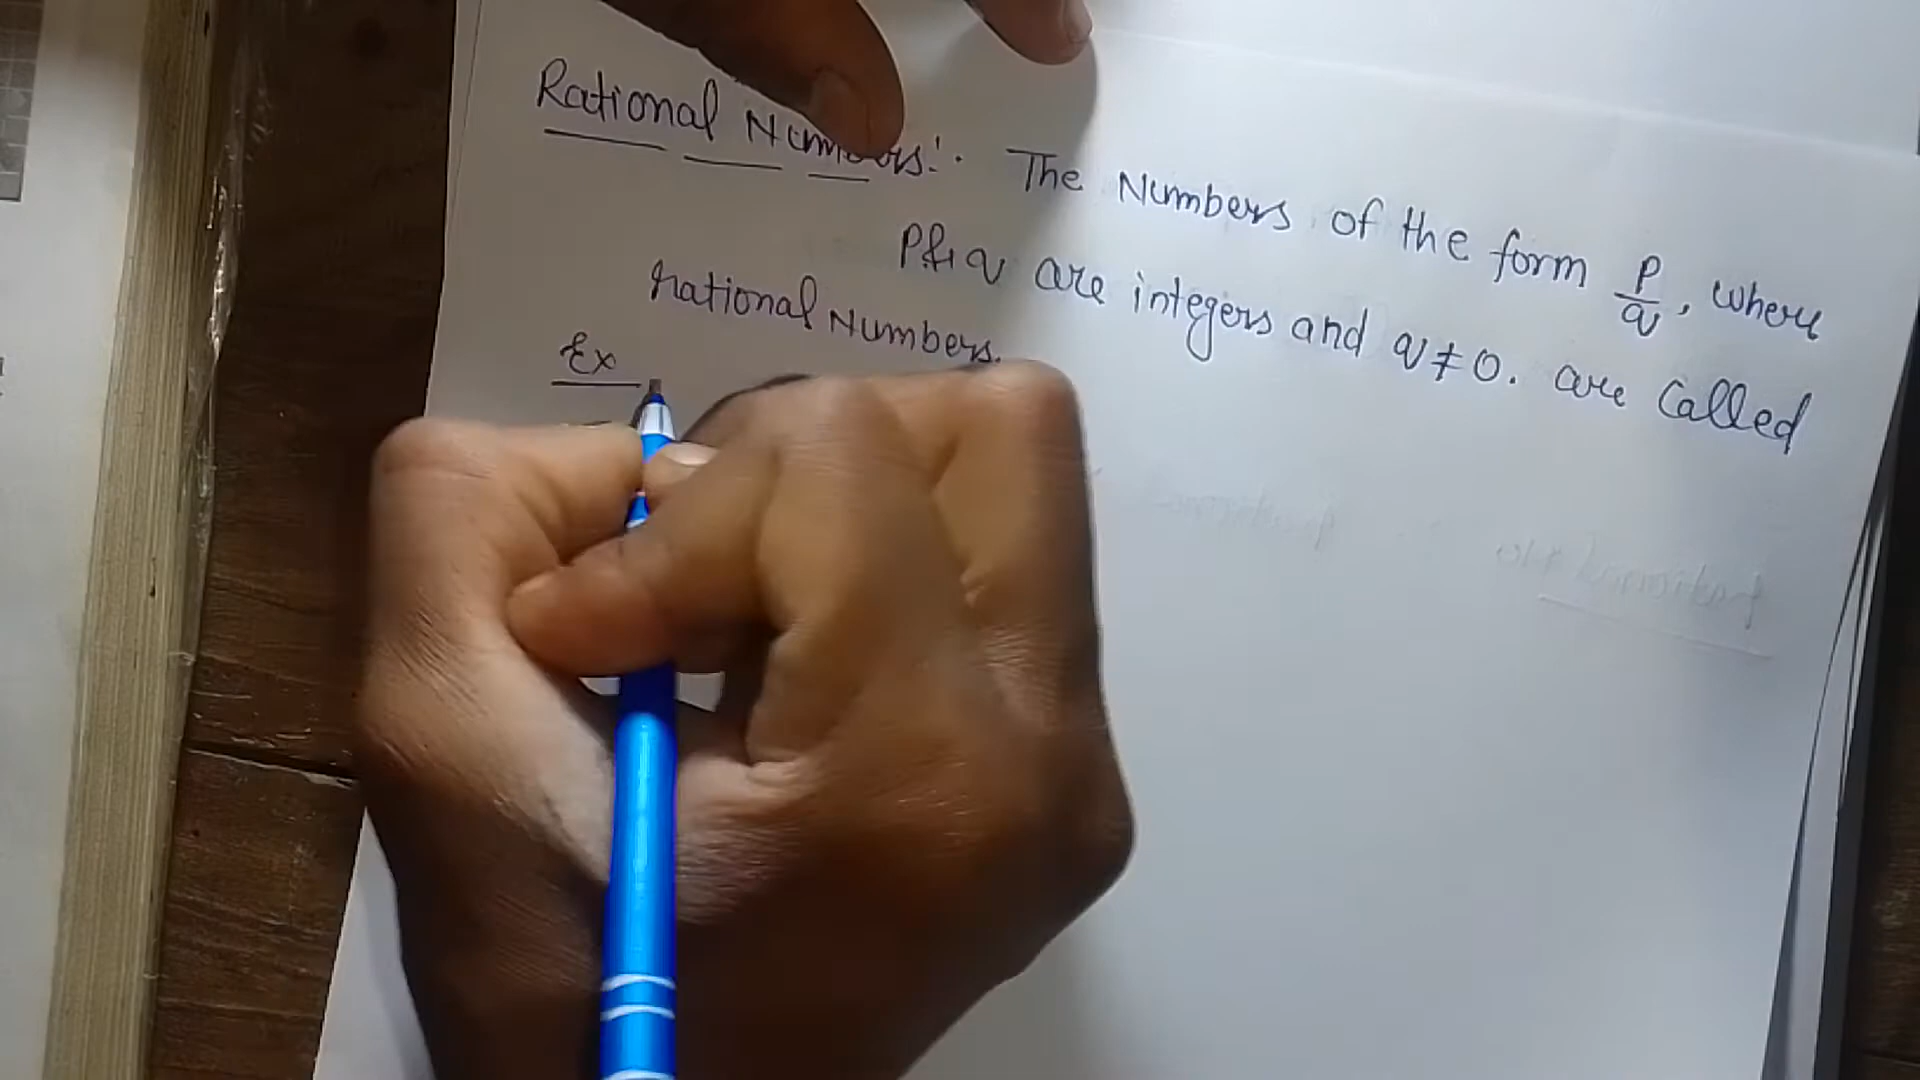 Rational Numbers:. The Numbers of the form P/q, where
P & q are integers and q ≠ 0. are called
rational Numbers.
Ex